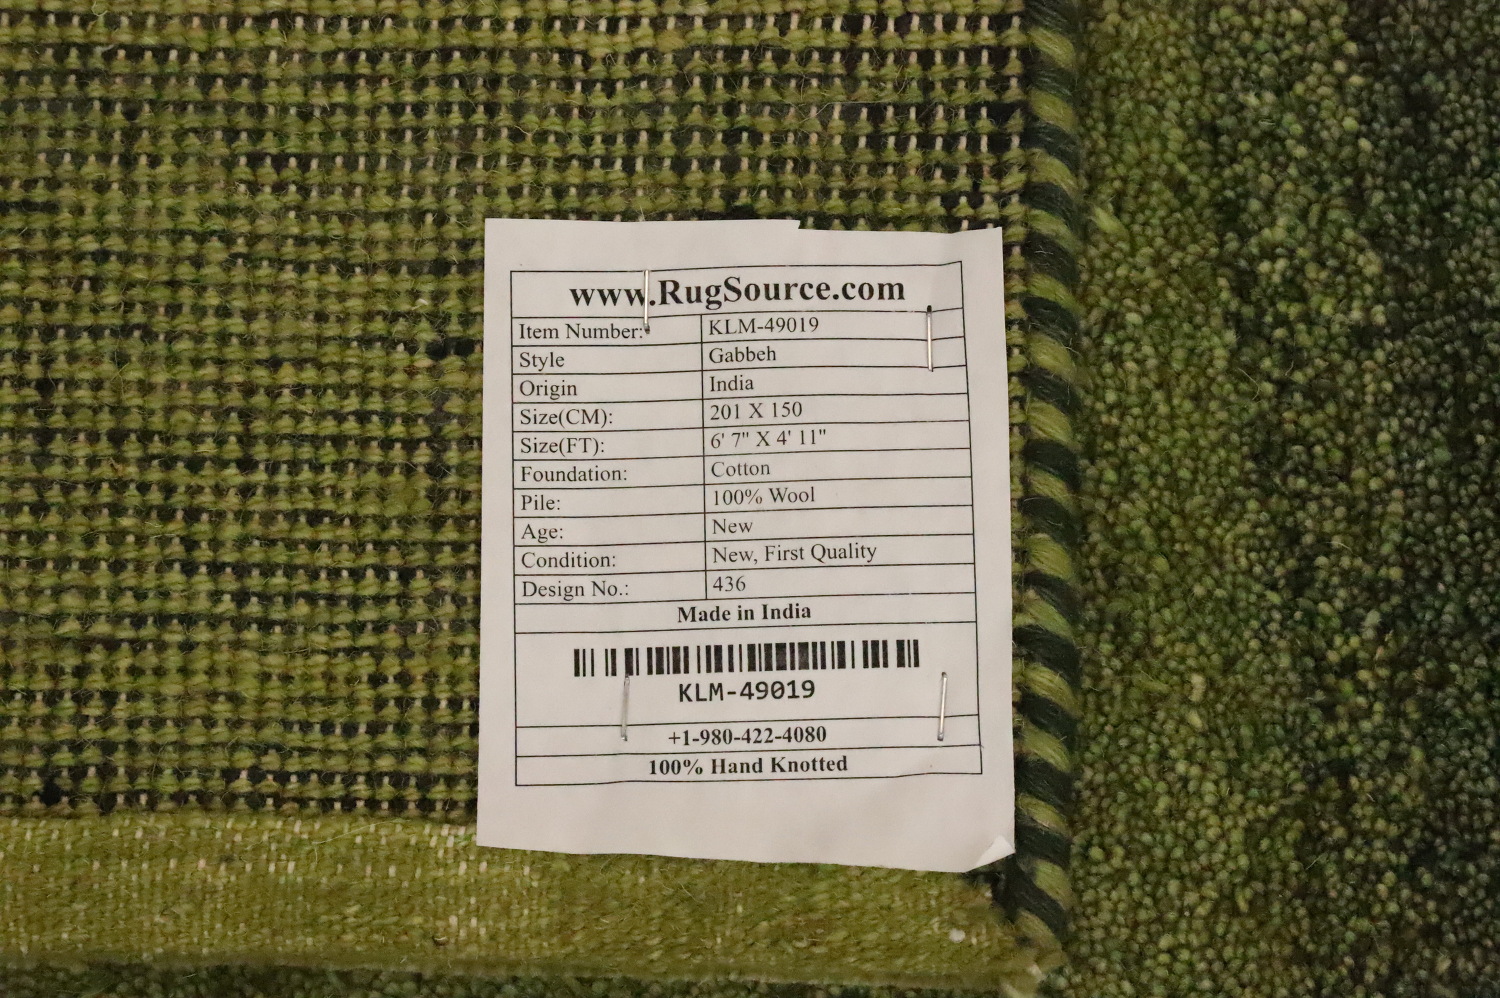 www.RugSource.com
Item Number: KLM-49019
Style Gabbeh
Origin India
Size(CM): 201 X 150
Size(FT): 6' 7" X 4' 11"
Foundation: Cotton
Pile: 100% Wool
Age: New
Condition: New, First Quality
Design No.: 436
Made in India
KLM-49019
+1-980-422-4080
100% Hand Knotted